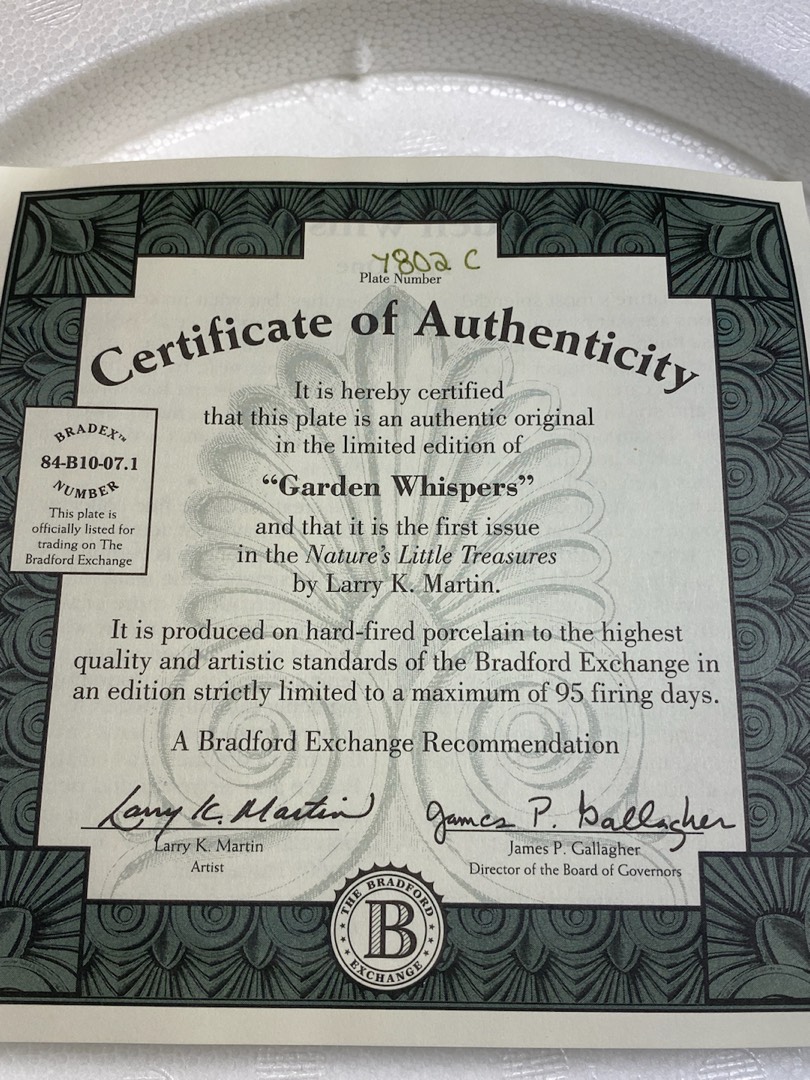 7802 C
Plate Number
Certificate of Authenticity
It is hereby certified
that this plate is an authentic original
in the limited edition of
“Garden Whispers”
and that it is the first issue
in the Nature’s Little Treasures
by Larry K. Martin.
BRADEX™
84-B10-07.1
NUMBER
This plate is
officially listed for
trading on The
Bradford Exchange
It is produced on hard-fired porcelain to the highest
quality and artistic standards of the Bradford Exchange in
an edition strictly limited to a maximum of 95 firing days.
A Bradford Exchange Recommendation
Larry K. Martin
Larry K. Martin
Artist
James P. Gallagher
James P. Gallagher
Director of the Board of Governors
THE BRADFORD
B
EXCHANGE